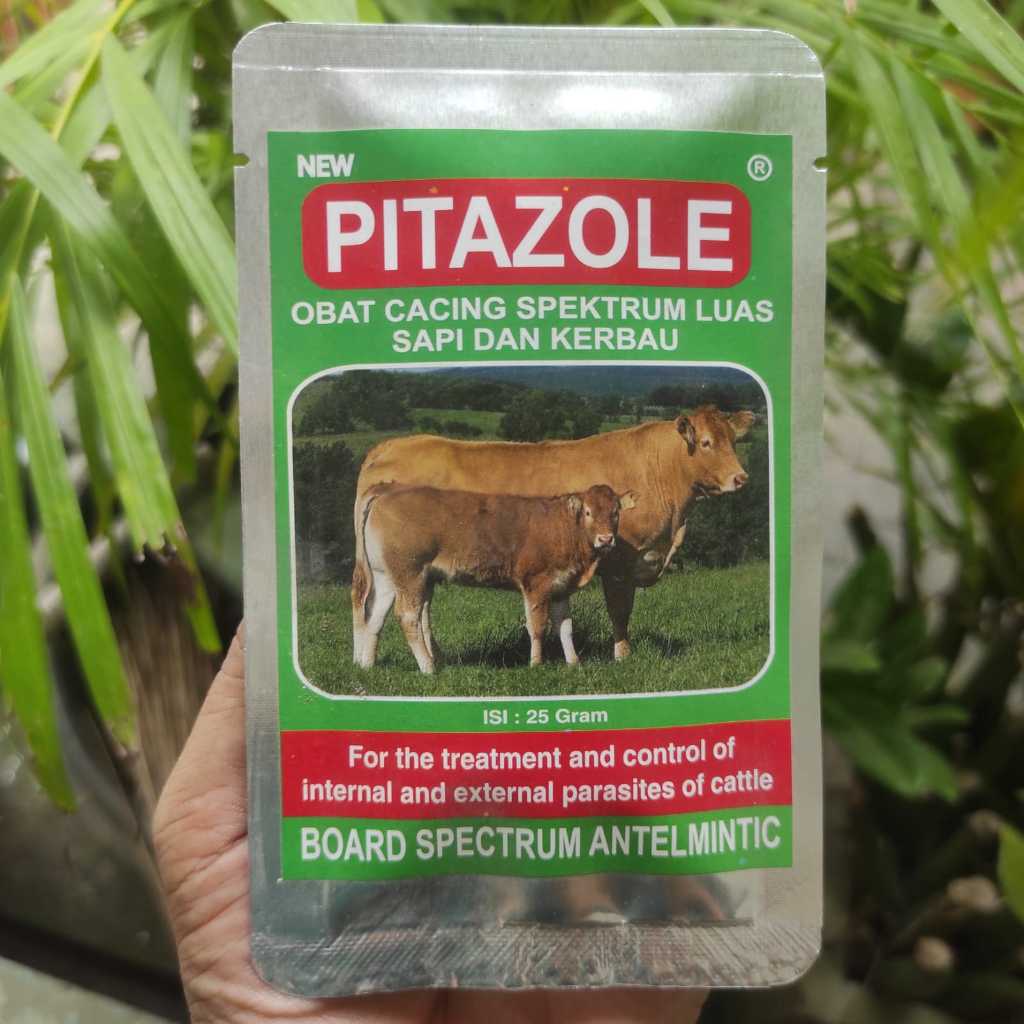 NEW
®
PITAZOLE
OBAT CACING SPEKTRUM LUAS
SAPI DAN KERBAU
ISI : 25 Gram
For the treatment and control of
internal and external parasites of cattle
BOARD SPECTRUM ANTELMINTIC